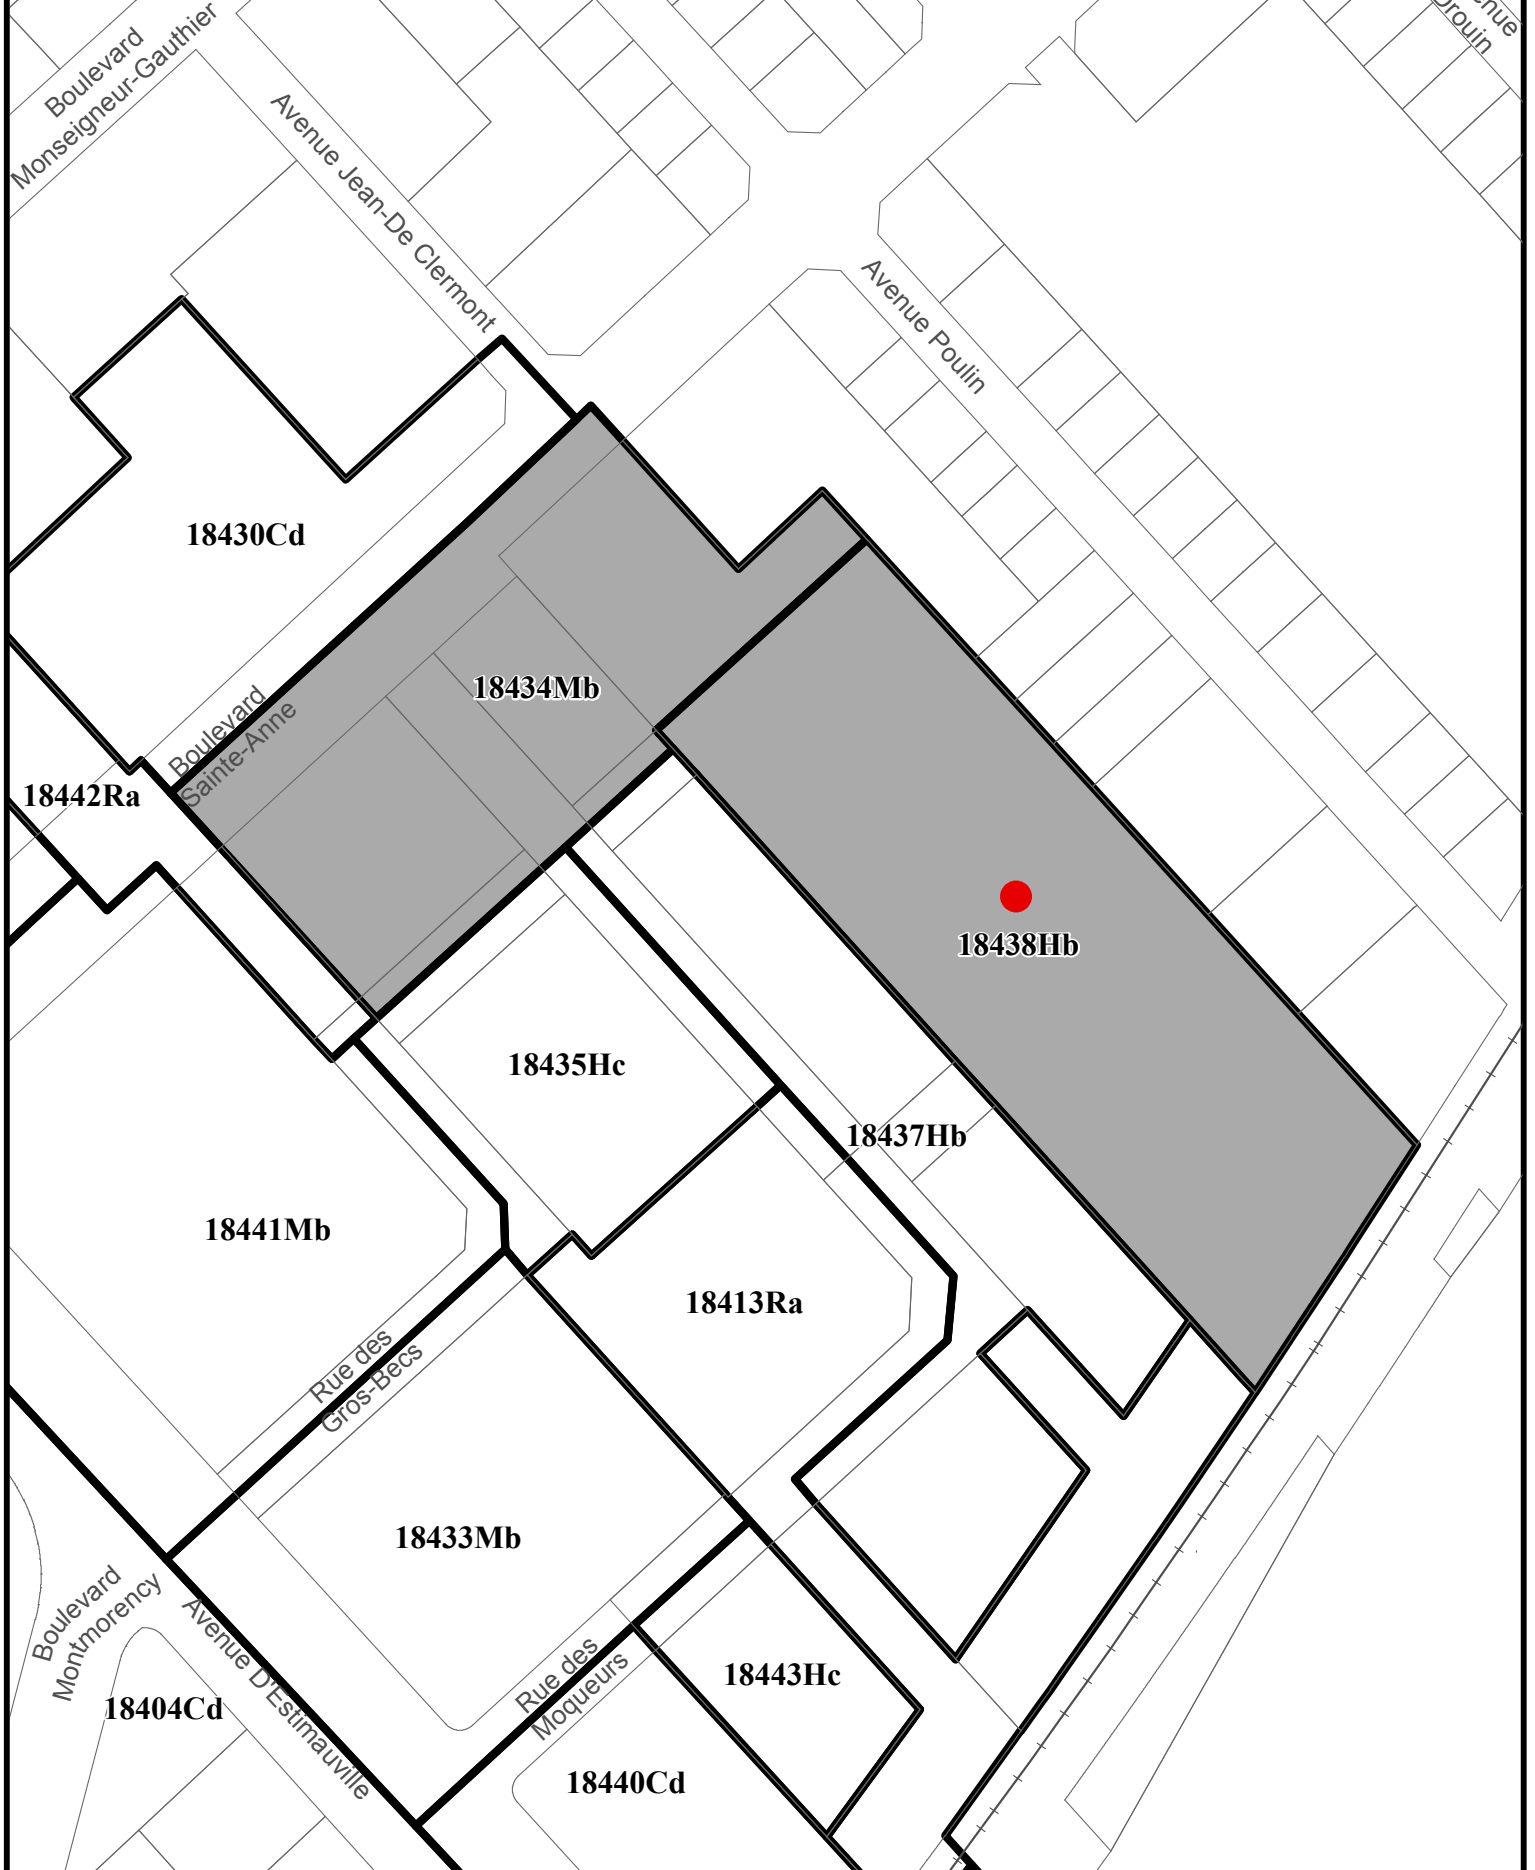 Boulevard
Monseigneur-Gauthier
Avenue Jean-De Clermont
Avenue Poulin
18430Cd
18434Mb
Boulevard
Sainte-Anne
18442Ra
18438Hb
18435Hc
18437Hb
18441Mb
18413Ra
Rue des
Gros-Becs
18433Mb
Boulevard
Montmorency
Avenue D'Estimauville
Rue des
Moqueurs
18443Hc
18404Cd
18440Cd